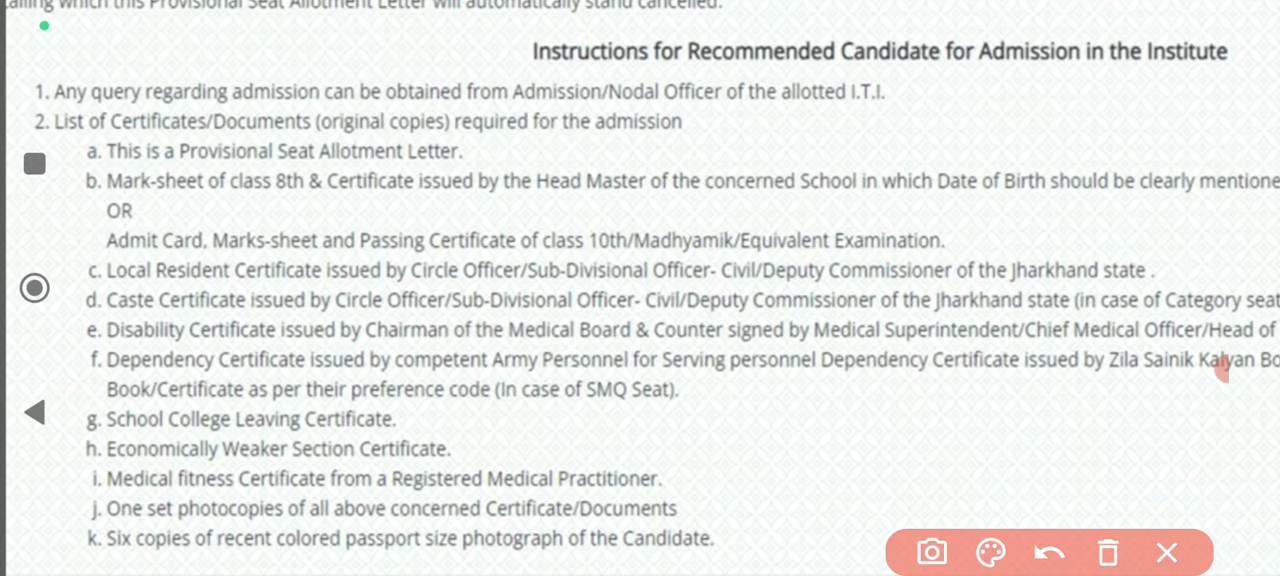 which this Provisional Seat Allotment Letter will automatically stand cancelled.
Instructions for Recommended Candidate for Admission in the Institute
1. Any query regarding admission can be obtained from Admission/Nodal Officer of the allotted I.T.I.
2. List of Certificates/Documents (original copies) required for the admission
a. This is a Provisional Seat Allotment Letter.
b. Mark-sheet of class 8th & Certificate issued by the Head Master of the concerned School in which Date of Birth should be clearly mentione
OR
Admit Card, Marks-sheet and Passing Certificate of class 10th/Madhyamik/Equivalent Examination.
c. Local Resident Certificate issued by Circle Officer/Sub-Divisional Officer- Civil/Deputy Commissioner of the Jharkhand state .
d. Caste Certificate issued by Circle Officer/Sub-Divisional Officer- Civil/Deputy Commissioner of the Jharkhand state (in case of Category seat
e. Disability Certificate issued by Chairman of the Medical Board & Counter signed by Medical Superintendent/Chief Medical Officer/Head of
f. Dependency Certificate issued by competent Army Personnel for Serving personnel Dependency Certificate issued by Zila Sainik Kalyan Bo
Book/Certificate as per their preference code (In case of SMQ Seat).
g. School College Leaving Certificate.
h. Economically Weaker Section Certificate.
i. Medical fitness Certificate from a Registered Medical Practitioner.
j. One set photocopies of all above concerned Certificate/Documents
k. Six copies of recent colored passport size photograph of the Candidate.